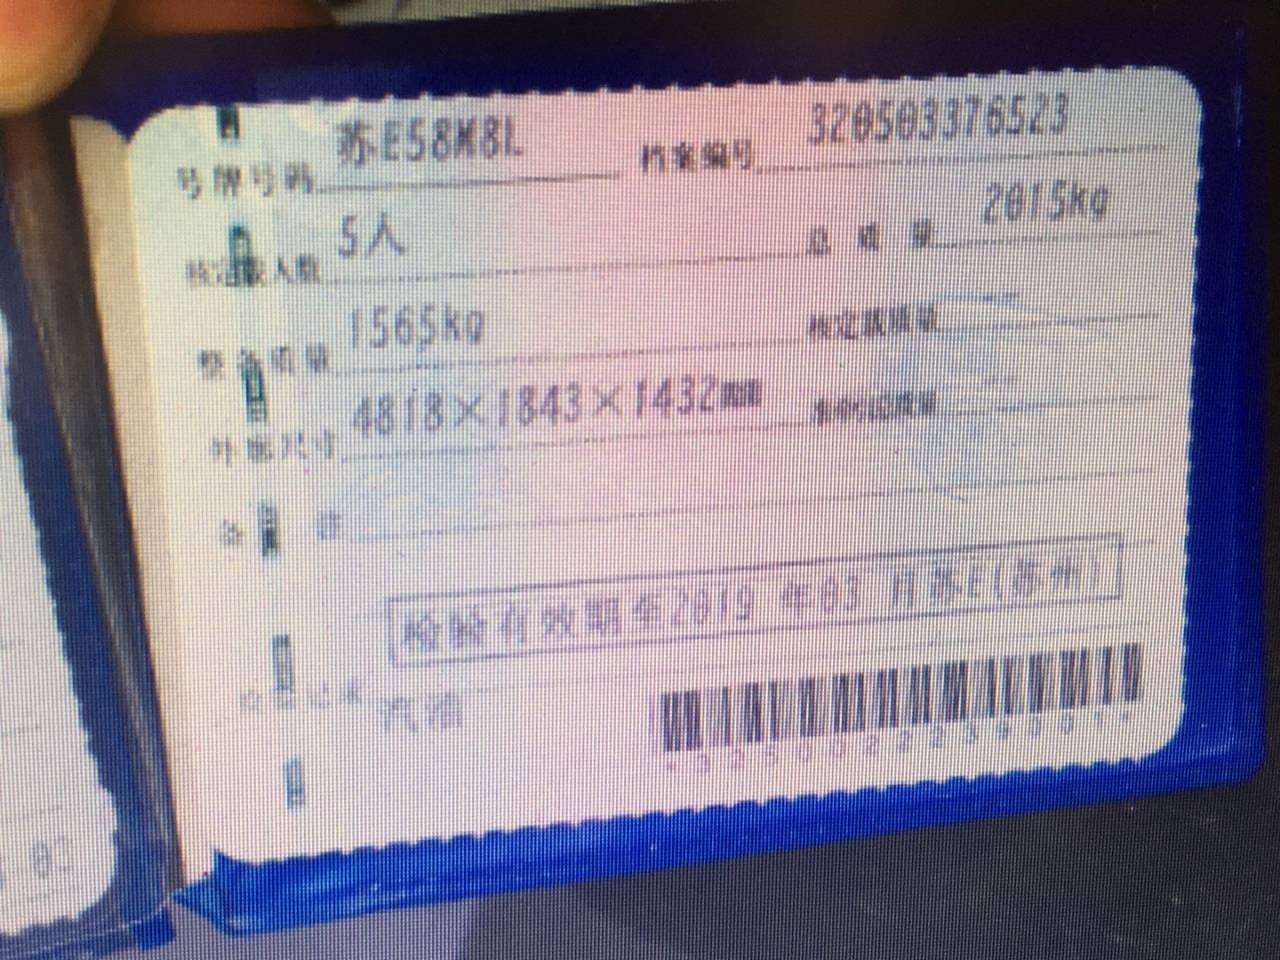 号牌号码 苏E58M8L 档案编号 320503376523
核定载人数 5人 总质量 2015kg
整备质量 1565kg 核定载质量
外廓尺寸 4818×1843×1432mm 准牵引总质量
备注
检验有效期至2019 年03 月苏E(苏州)
汽油